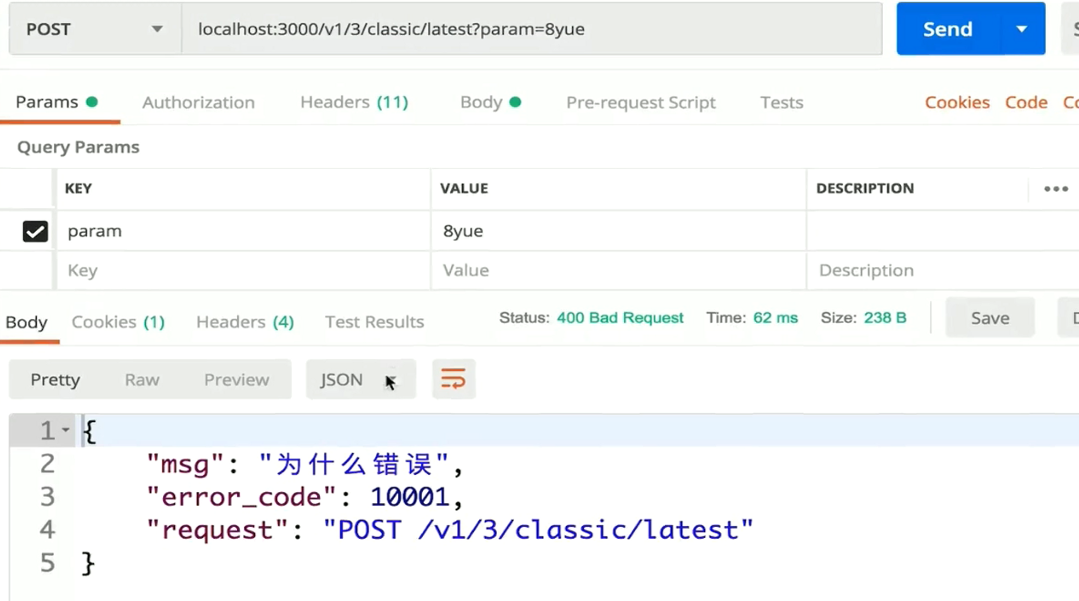 POST localhost:3000/v1/3/classic/latest?param=8yue Send
Params Authorization Headers (11) Body Pre-request Script Tests Cookies Code
Query Params
KEY VALUE DESCRIPTION
param 8yue
Key Value Description
Body Cookies (1) Headers (4) Test Results Status: 400 Bad Request Time: 62 ms Size: 238 B Save
Pretty Raw Preview JSON
1 {
2 "msg": "为什么错误",
3 "error_code": 10001,
4 "request": "POST /v1/3/classic/latest"
5 }